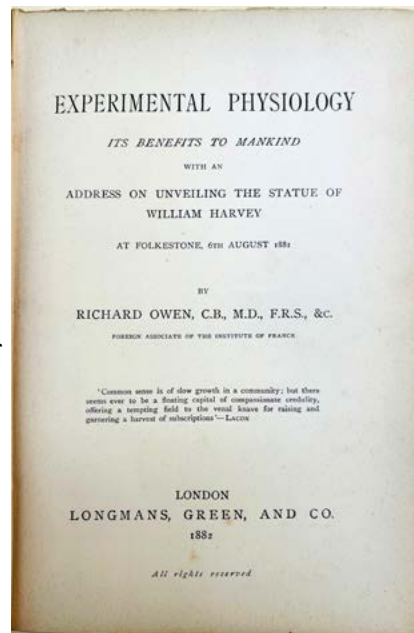 EXPERIMENTAL PHYSIOLOGY
ITS BENEFITS TO MANKIND
WITH AN
ADDRESS ON UNVEILING THE STATUE OF
WILLIAM HARVEY
AT FOLKESTONE, 6TH AUGUST 1881
BY
RICHARD OWEN, C.B., M.D., F.R.S., &C.
FOREIGN ASSOCIATE OF THE INSTITUTE OF FRANCE
'Common sense is of slow growth in a community; but there
seems ever to be a floating capital of compassionate credulity,
offering a tempting field to the venal knave for raising and
garnering a harvest of subscriptions'—LACON
LONDON
LONGMANS, GREEN, AND CO.
1882
All rights reserved